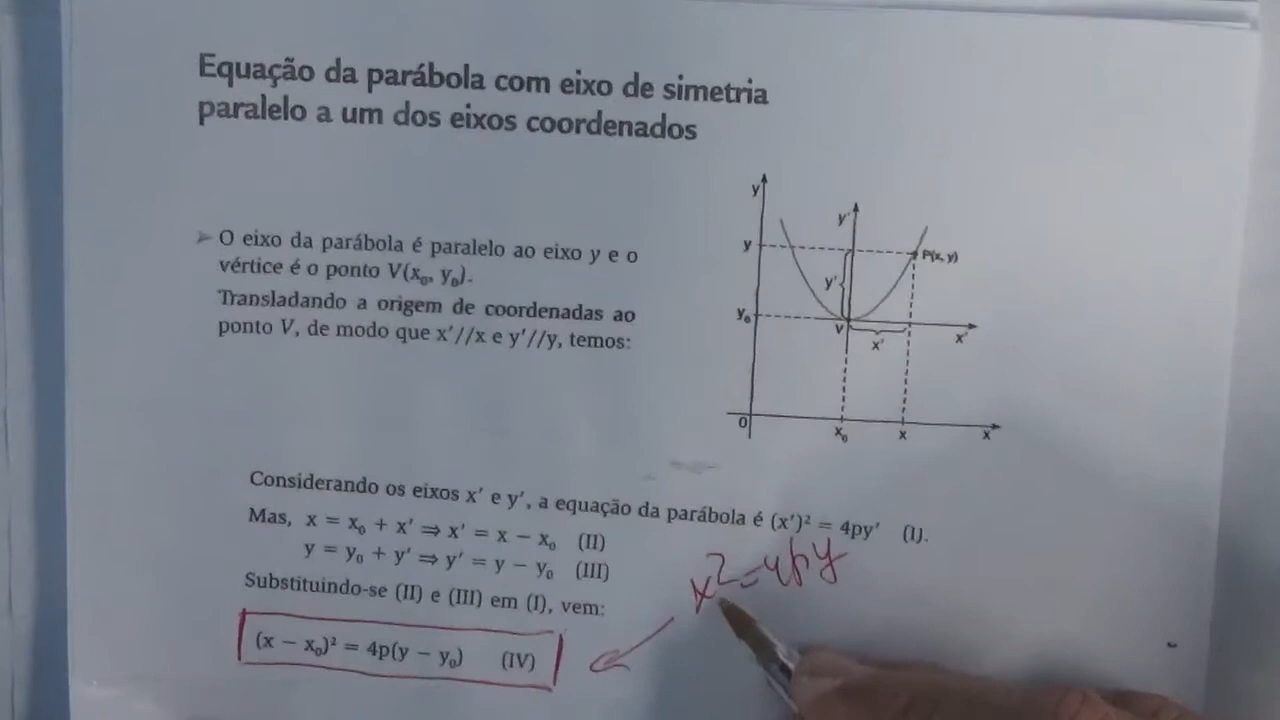 Equação da parábola com eixo de simetria
paralelo a um dos eixos coordenados
➤ O eixo da parábola é paralelo ao eixo y e o
vértice é o ponto V(x₀, y₀).
Transladando a origem de coordenadas ao
ponto V, de modo que x′//x e y′//y, temos:
y
y'
y
P(x, y)
y'
y₀
V
x'
x'
O
x₀
x
x
Considerando os eixos x′ e y′, a equação da parábola é (x′)² = 4py′ (I).
Mas, x = x₀ + x′ ⇒ x′ = x − x₀ (II)
y = y₀ + y′ ⇒ y′ = y − y₀ (III)
Substituindo-se (II) e (III) em (I), vem:
x² = 4py
(x − x₀)² = 4p(y − y₀) (IV)